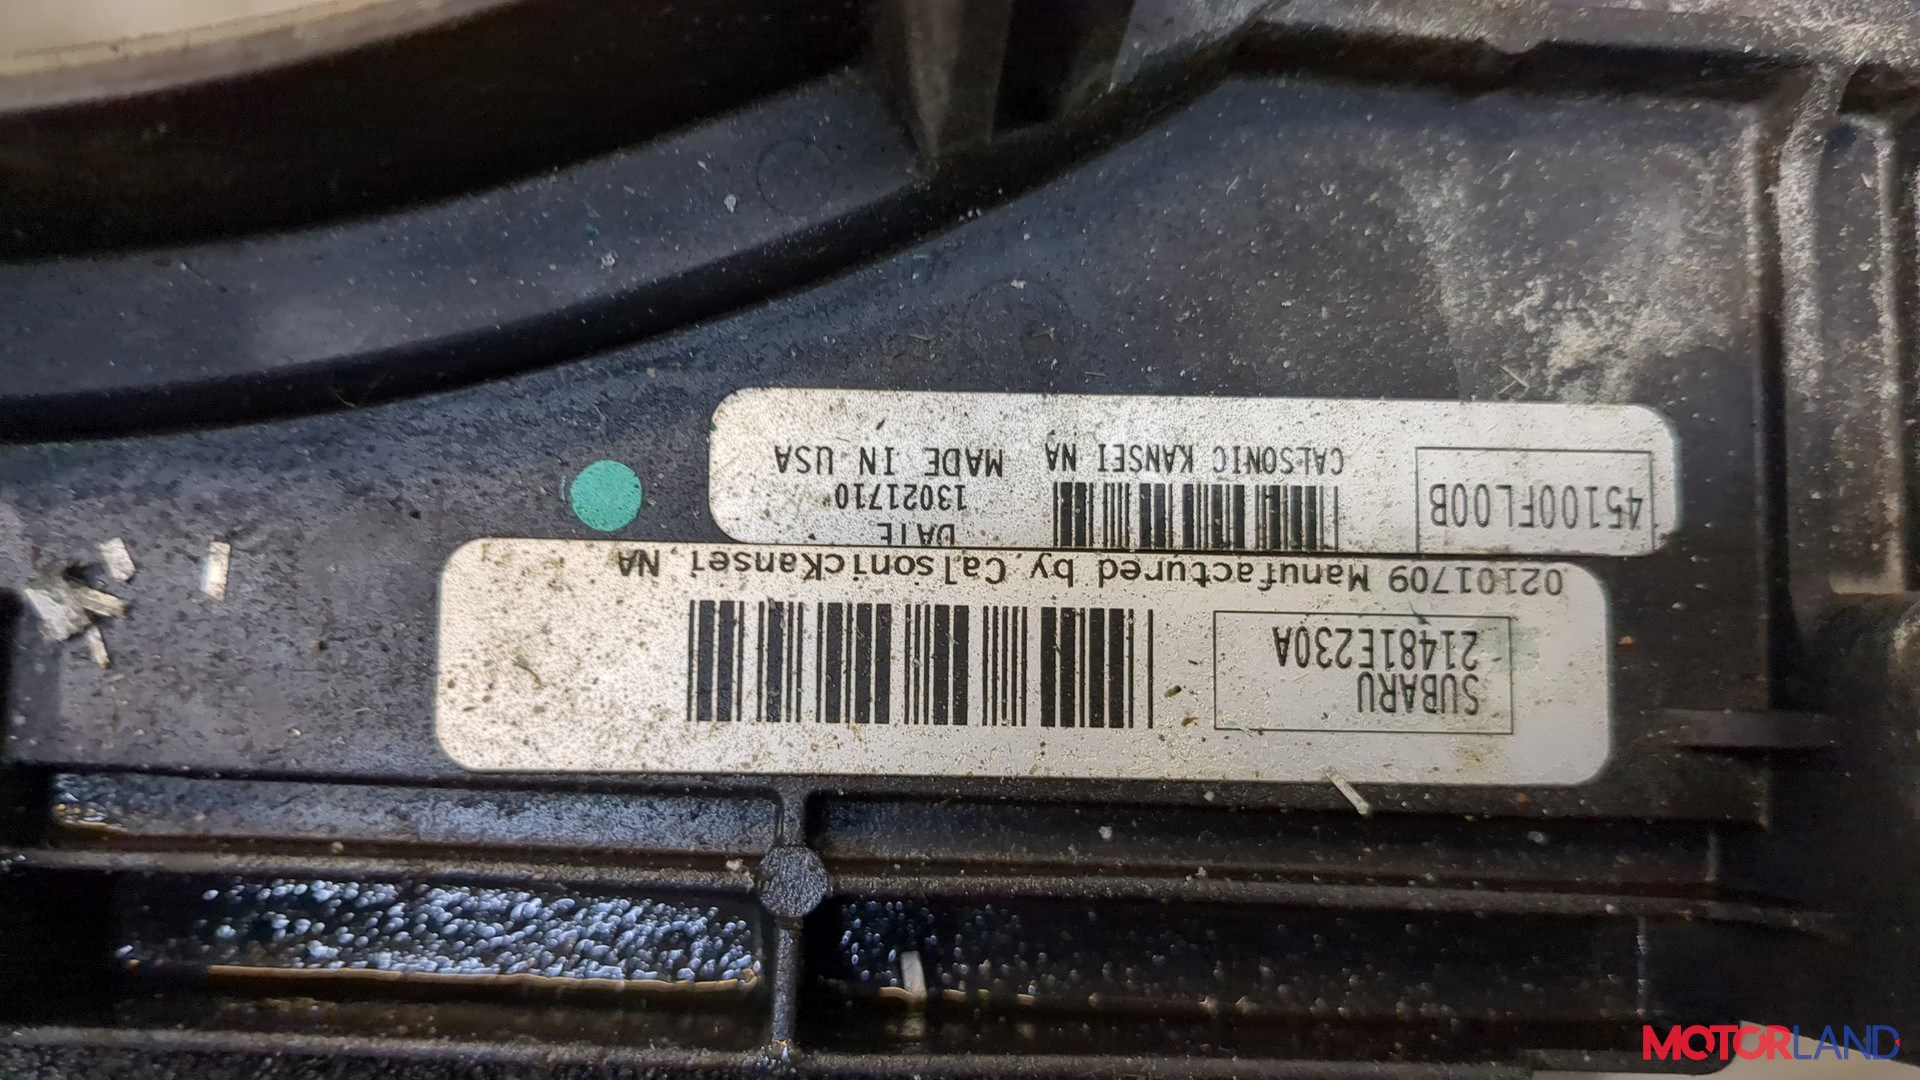 SUBARU
21481E230A
02101709 Manufactured by.CalsonicKansei, NA
45100FL00B
DATE
13021710
CALSONIC KANSEI NA MADE IN USA
MOTORLAND